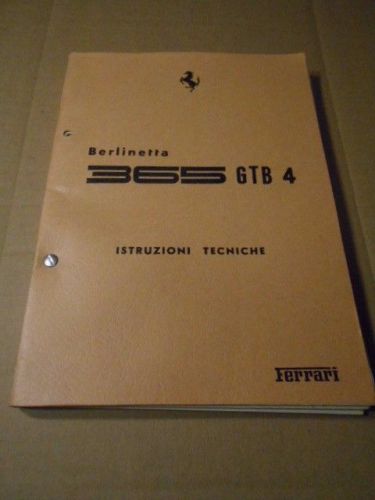 Berlinetta
365 GTB 4
ISTRUZIONI TECNICHE
Ferrari